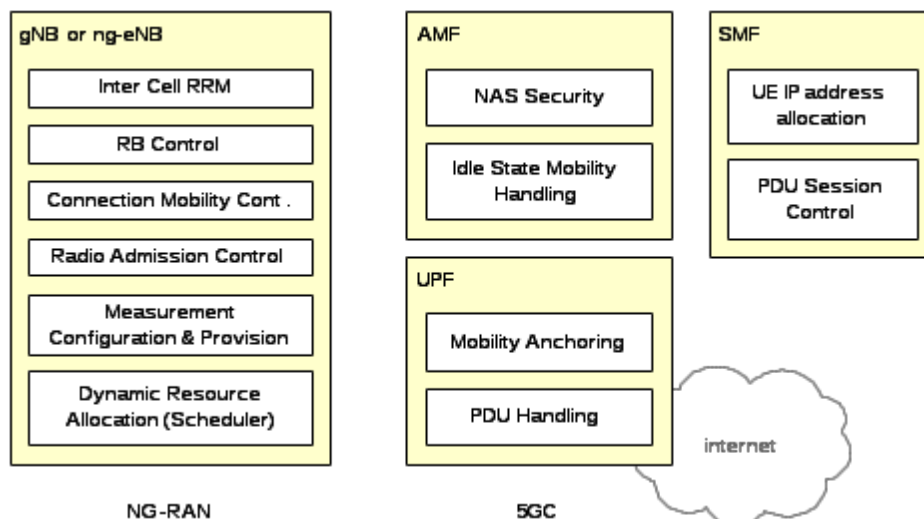 gNB or ng-eNB
Inter Cell RRM
RB Control
Connection Mobility Cont .
Radio Admission Control
Measurement
Configuration & Provision
Dynamic Resource
Allocation (Scheduler)
NG-RAN
AMF
NAS Security
Idle State Mobility
Handling
UPF
Mobility Anchoring
PDU Handling
5GC
SMF
UE IP address
allocation
PDU Session
Control
internet